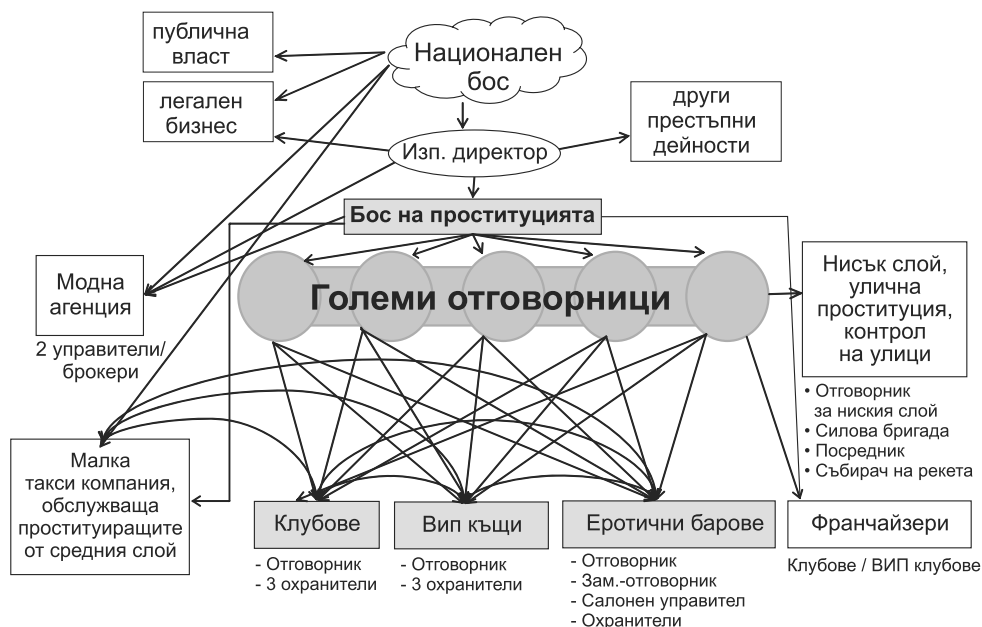 публична
власт
Национален
бос
легален
бизнес
други
престъпни
дейности
Изп. директор
Бос на проституцията
Модна
агенция
2 управители/
брокери
Големи отговорници
Нисък слой,
улична
проституция,
контрол
на улици
• Отговорник
за ниския слой
• Силова бригада
• Посредник
• Събирач на рекета
Малка
такси компания,
обслужваща
проституиращите
от средния слой
Клубове
- Отговорник
- 3 охранители
Вип къщи
- Отговорник
- 3 охранители
Еротични барове
- Отговорник
- Зам.-отговорник
- Салонен управител
- Охранители
Франчайзери
Клубове / ВИП клубове